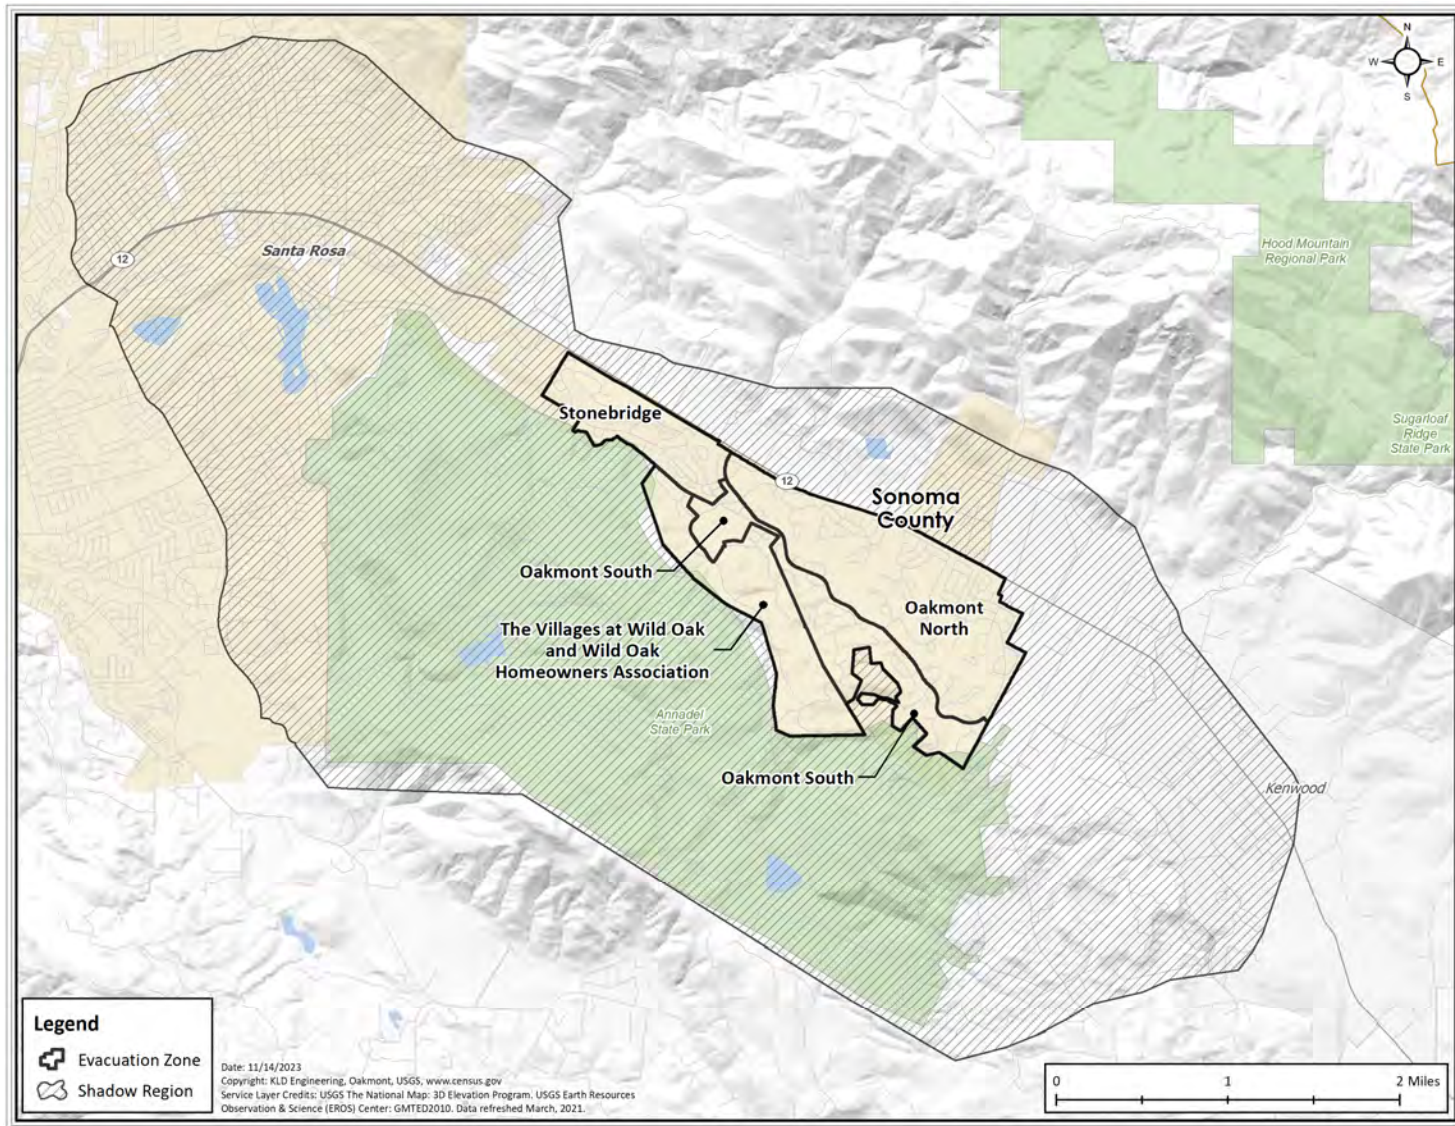 N
W E
S
Santa Rosa
12
Hood Mountain
Regional Park
Sugarloaf
Ridge
State Park
Stonebridge
12
Sonoma
County
Oakmont South
Oakmont
North
The Villages at Wild Oak
and Wild Oak
Homeowners Association
Annadel
State Park
Oakmont South
Kenwood
Legend
Evacuation Zone
Shadow Region
Date: 11/14/2023
Copyright: KLD Engineering, Oakmont, USGS, www.census.gov
Service Layer Credits: USGS The National Map: 3D Elevation Program. USGS Earth Resources
Observation & Science (EROS) Center: GMTED2010. Data refreshed March, 2021.
0 1 2 Miles